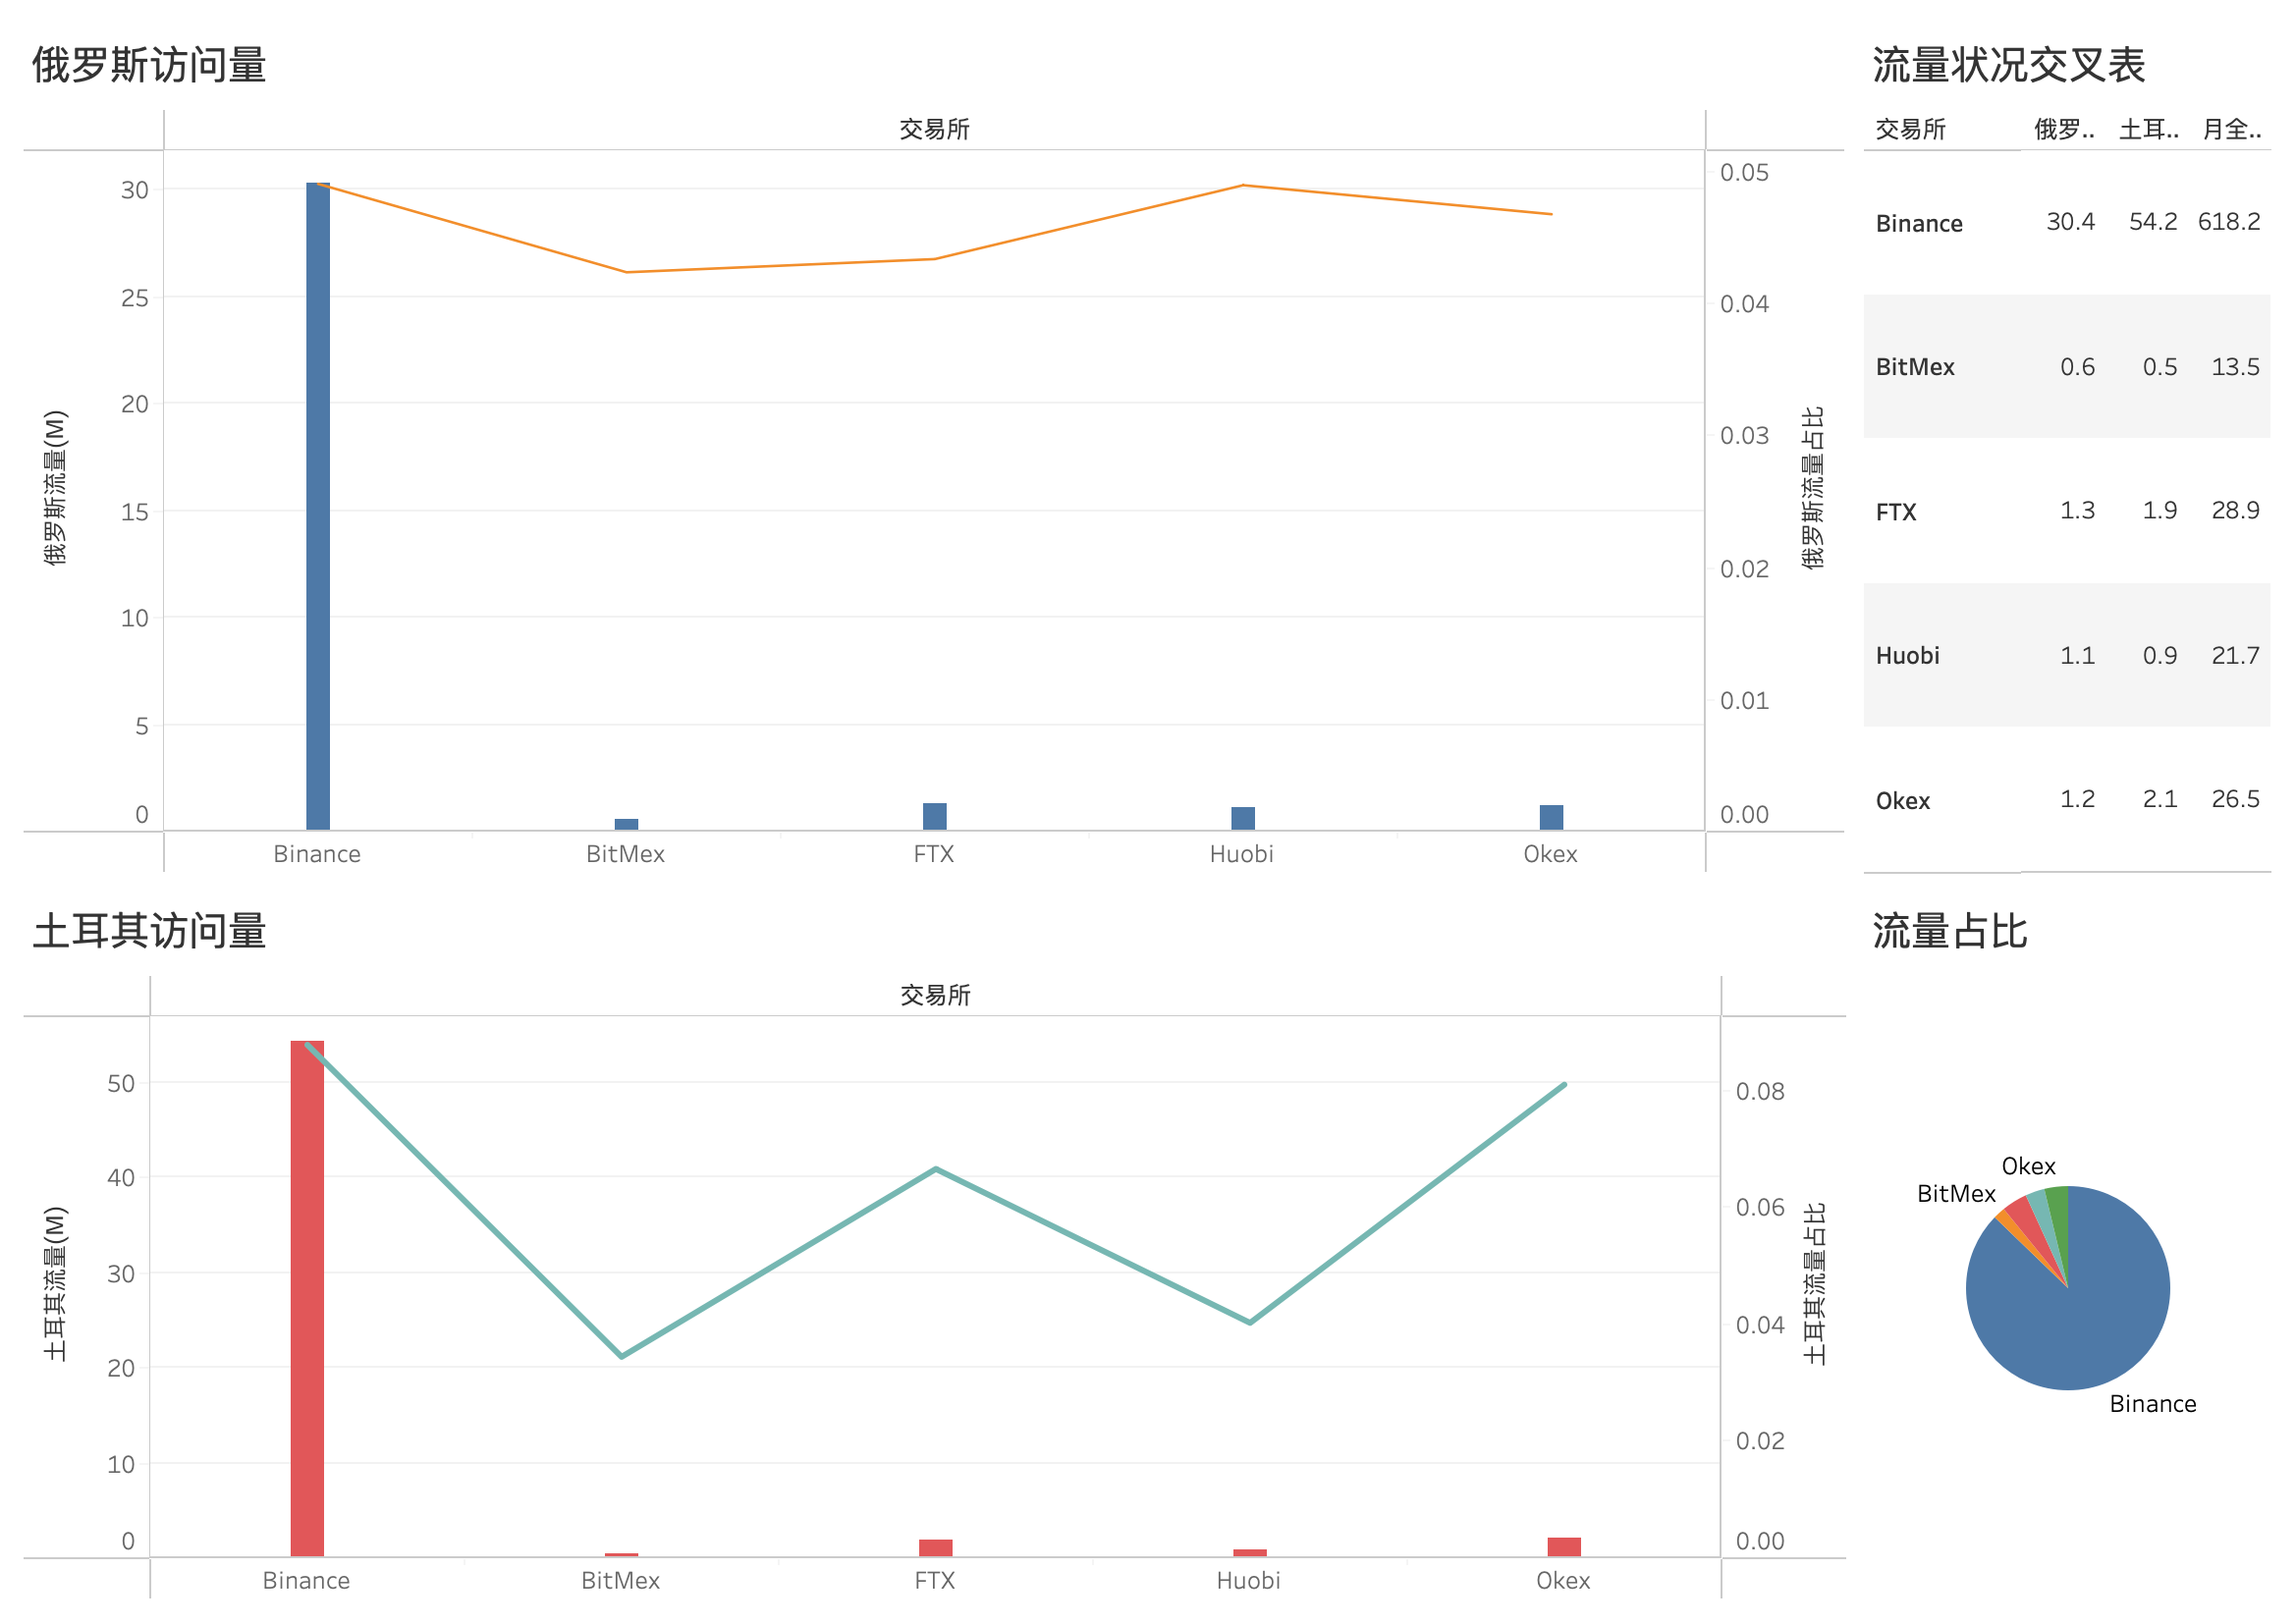 俄罗斯访问量
交易所
30
25
20
15
10
5
0
俄罗斯流量(M)
0.05
0.04
0.03
0.02
0.01
0.00
俄罗斯流量占比
Binance BitMex FTX Huobi Okex
流量状况交叉表
交易所 俄罗.. 土耳.. 月全..
Binance 30.4 54.2 618.2
BitMex 0.6 0.5 13.5
FTX 1.3 1.9 28.9
Huobi 1.1 0.9 21.7
Okex 1.2 2.1 26.5
土耳其访问量
交易所
50
40
30
20
10
0
土耳其流量(M)
0.08
0.06
0.04
0.02
0.00
土耳其流量占比
Binance BitMex FTX Huobi Okex
流量占比
Okex
BitMex
Binance